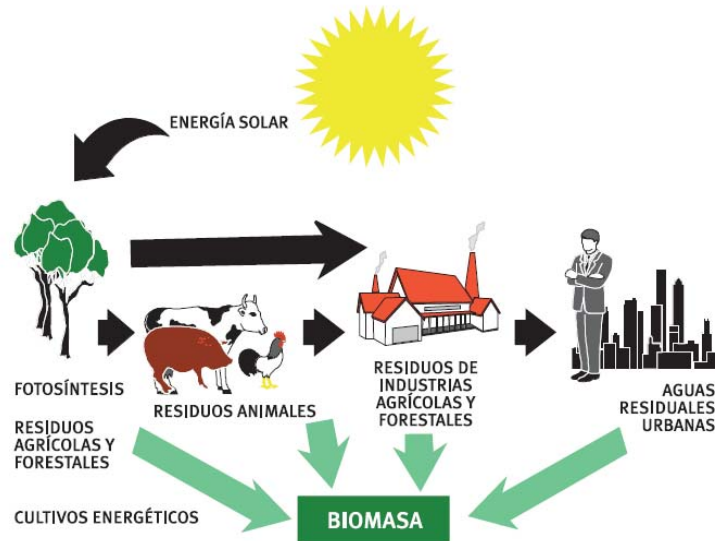 ENERGÍA SOLAR
FOTOSÍNTESIS
RESIDUOS
AGRÍCOLAS Y
FORESTALES
CULTIVOS ENERGÉTICOS
RESIDUOS ANIMALES
RESIDUOS DE
INDUSTRIAS
AGRÍCOLAS Y
FORESTALES
AGUAS
RESIDUALES
URBANAS
BIOMASA